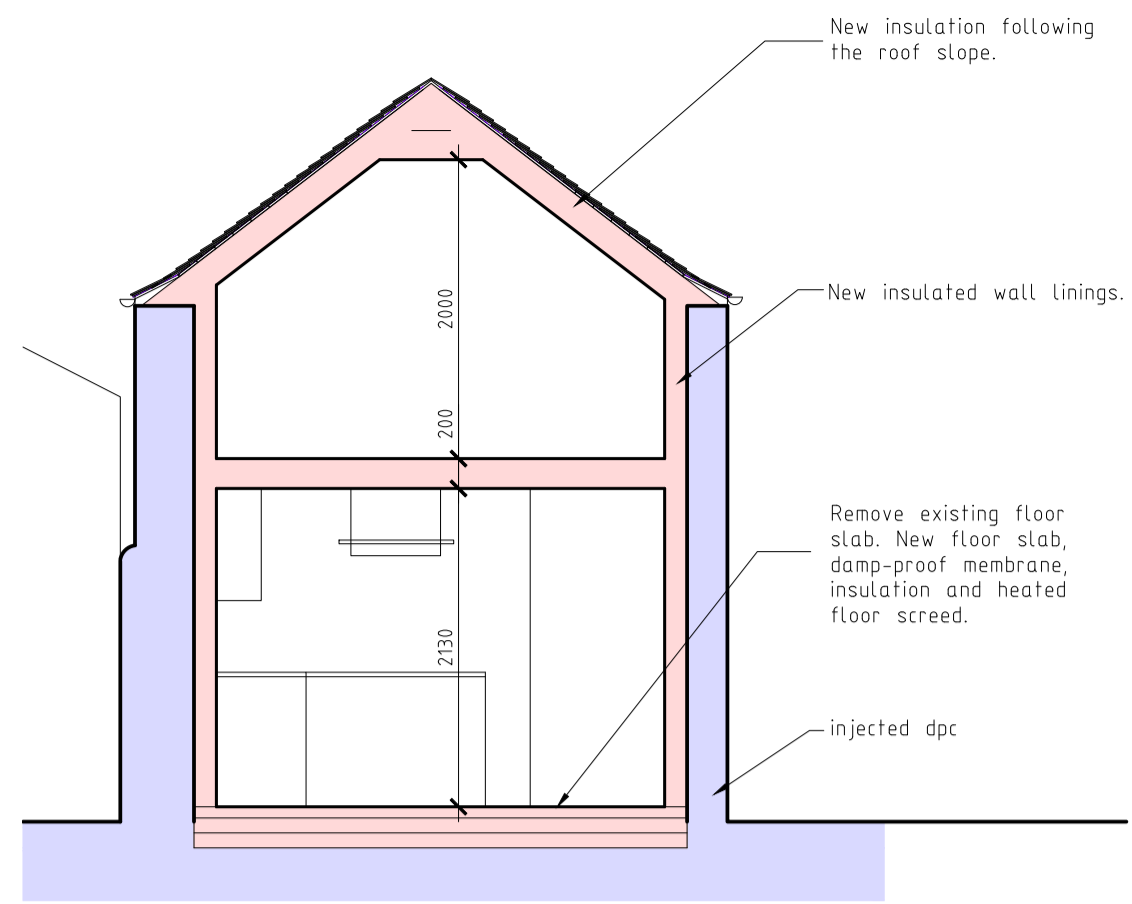 New insulation following
the roof slope.
2000
New insulated wall linings.
200
Remove existing floor
slab. New floor slab,
damp-proof membrane,
insulation and heated
floor screed.
2130
injected dpc